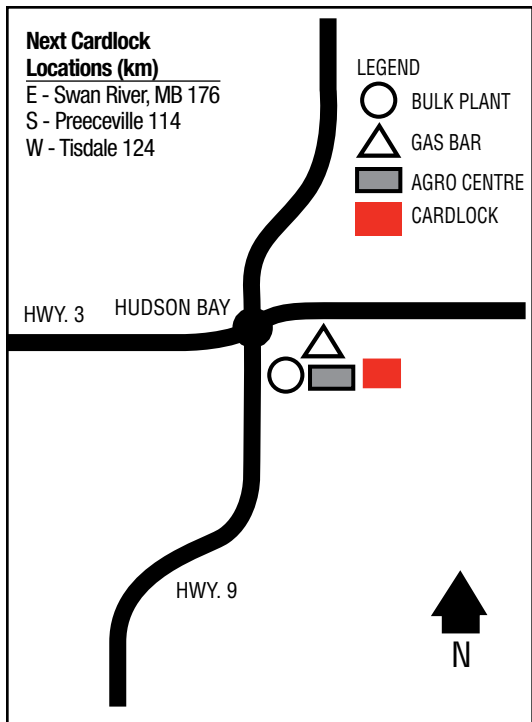 Next Cardlock
Locations (km)
E - Swan River, MB 176
S - Preeceville 114
W - Tisdale 124
LEGEND
BULK PLANT
GAS BAR
AGRO CENTRE
CARDLOCK
HWY. 3
HUDSON BAY
HWY. 9
N